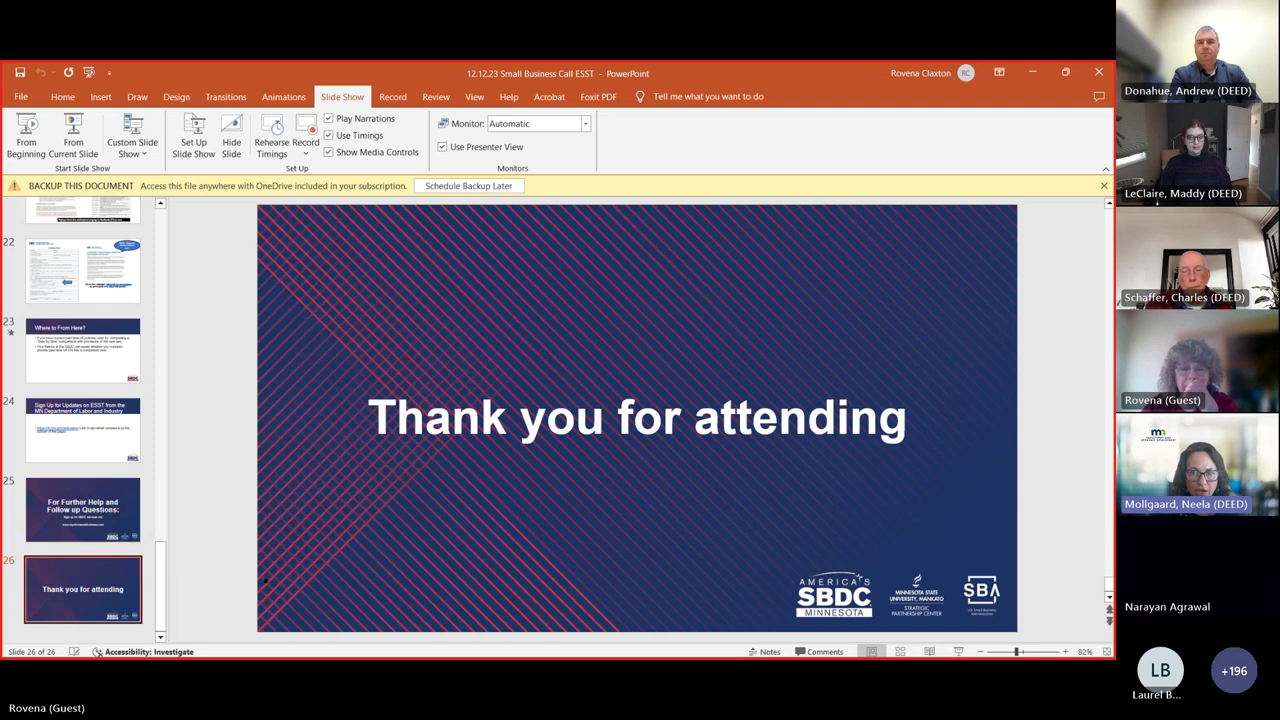 12.12.23 Small Business Call ESST - PowerPoint
Rovena Claxton
RC
File
Home
Insert
Draw
Design
Transitions
Animations
Slide Show
Record
Review
View
Help
Acrobat
Foxit PDF
Tell me what you want to do
From Beginning
From Current Slide
Custom Slide Show
Set Up Slide Show
Hide Slide
Rehearse Timings
Record
Play Narrations
Use Timings
Show Media Controls
Monitor: Automatic
Use Presenter View
Start Slide Show
Set Up
Monitors
BACKUP THIS DOCUMENT Access this file anywhere with OneDrive included in your subscription. Schedule Backup Later
22
23
Where to From Here?
24
Sign Up for Updates on ESST from the
MN Department of Labor and Industry
25
For Further Help and
Follow up Questions:
26
Thank you for attending
Thank you for attending
AMERICA'S
SBDC
MINNESOTA
MINNESOTA STATE
UNIVERSITY, MANKATO
STRATEGIC
PARTNERSHIP CENTER
SBA
U.S. Small Business
Administration
Slide 26 of 26
Accessibility: Investigate
Notes
Comments
82%
Donahue, Andrew (DEED)
LeClaire, Maddy (DEED)
Schaffer, Charles (DEED)
Rovena (Guest)
Mollgaard, Neela (DEED)
Narayan Agrawal
LB
Laurel B...
+196
Rovena (Guest)